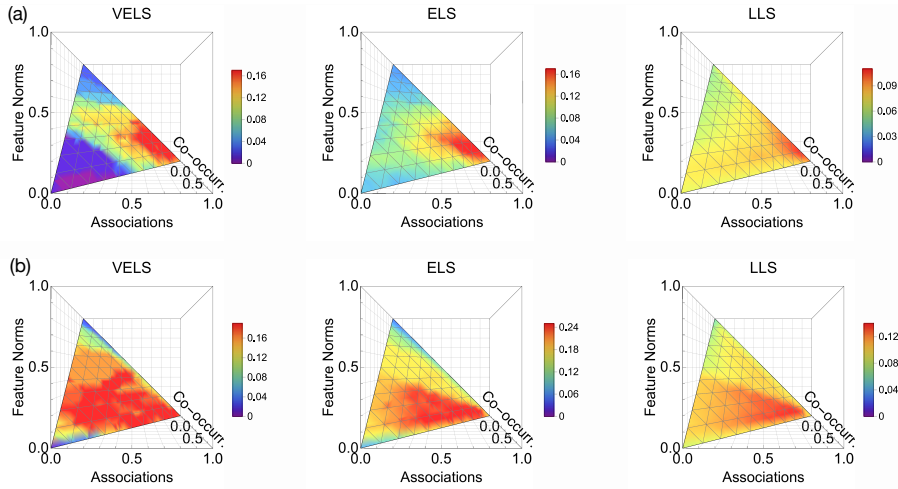 (a)
VELS
ELS
LLS
1.0
0.5
0.0
Feature Norms
0.0
0.5
1.0
Associations
Co-occurr.
0.0
0.5
0.16
0.12
0.08
0.04
0
1.0
0.5
0.0
Feature Norms
0.0
0.5
1.0
Associations
Co-occurr.
0.0
0.5
0.16
0.12
0.08
0.04
0
1.0
0.5
0.0
Feature Norms
0.0
0.5
1.0
Associations
Co-occurr.
0.0
0.5
0.09
0.06
0.03
0
(b)
VELS
ELS
LLS
1.0
0.5
0.0
Feature Norms
0.0
0.5
1.0
Associations
Co-occurr.
0.0
0.5
0.16
0.12
0.08
0.04
0
1.0
0.5
0.0
Feature Norms
0.0
0.5
1.0
Associations
Co-occurr.
0.0
0.5
0.24
0.18
0.12
0.06
0
1.0
0.5
0.0
Feature Norms
0.0
0.5
1.0
Associations
Co-occurr.
0.0
0.5
0.12
0.08
0.04
0